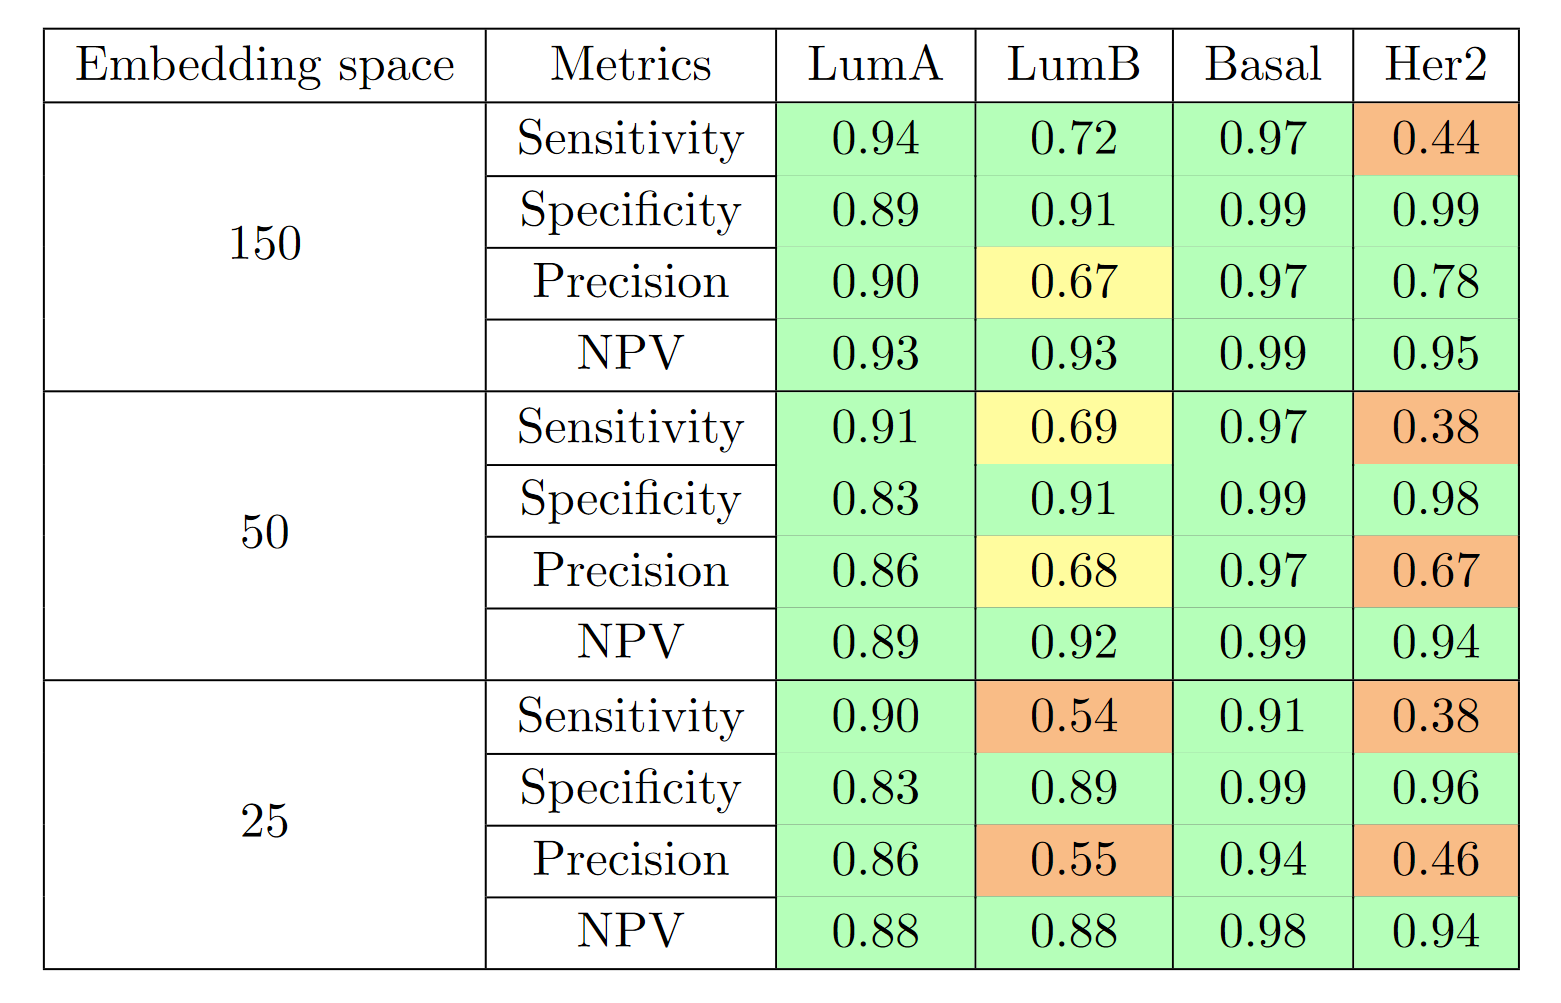 Embedding space Metrics LumA LumB Basal Her2
150 Sensitivity 0.94 0.72 0.97 0.44
Specificity 0.89 0.91 0.99 0.99
Precision 0.90 0.67 0.97 0.78
NPV 0.93 0.93 0.99 0.95
50 Sensitivity 0.91 0.69 0.97 0.38
Specificity 0.83 0.91 0.99 0.98
Precision 0.86 0.68 0.97 0.67
NPV 0.89 0.92 0.99 0.94
25 Sensitivity 0.90 0.54 0.91 0.38
Specificity 0.83 0.89 0.99 0.96
Precision 0.86 0.55 0.94 0.46
NPV 0.88 0.88 0.98 0.94